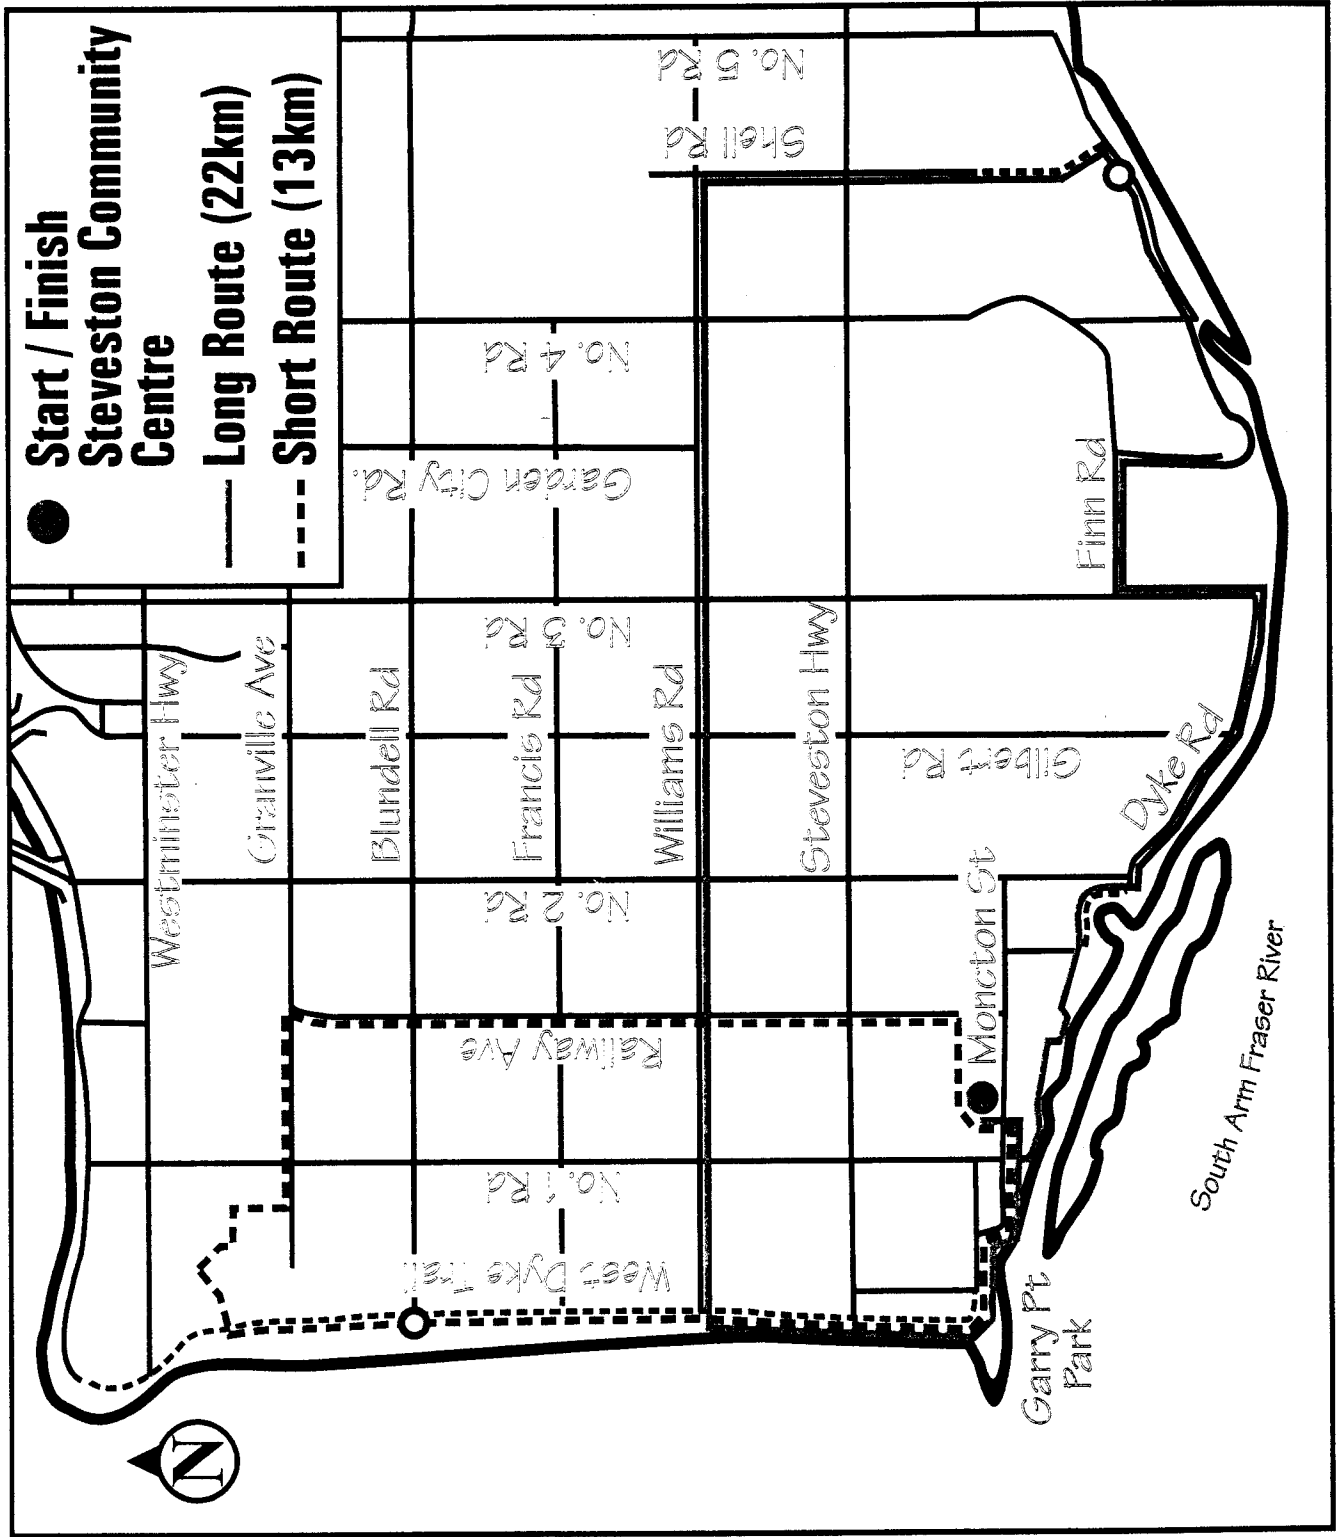 Start / Finish
Steveston Community
Centre
Long Route (22km)
Short Route (13km)
No. 5 Rd
Shell Rd
No. 4 Rd
Garden City Rd.
Finn Rd
No. 3 Rd
Westminster Hwy
Granville Ave
Blundell Rd
Francis Rd
Williams Rd
Steveston Hwy
Gilbert Rd
Dyke Rd
No. 2 Rd
Moncton St
Railway Ave
No. 1 Rd
West Dyke Trail
Garry Pt
Park
South Arm Fraser River
N